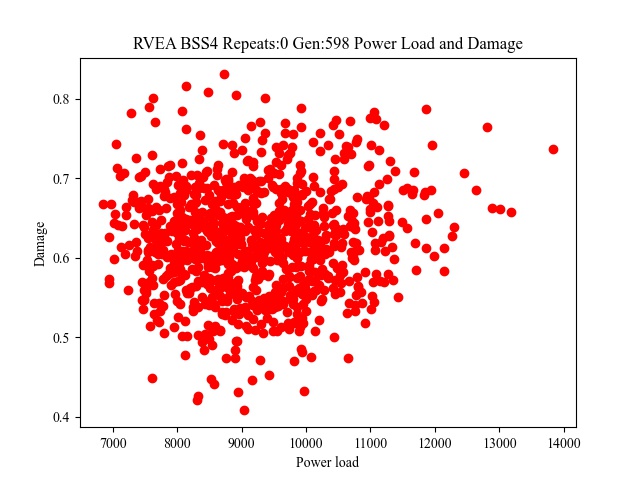 RVEA BSS4 Repeats:0 Gen:598 Power Load and Damage
0.8
0.7
0.6
0.5
0.4
Damage
7000 8000 9000 10000 11000 12000 13000 14000
Power load